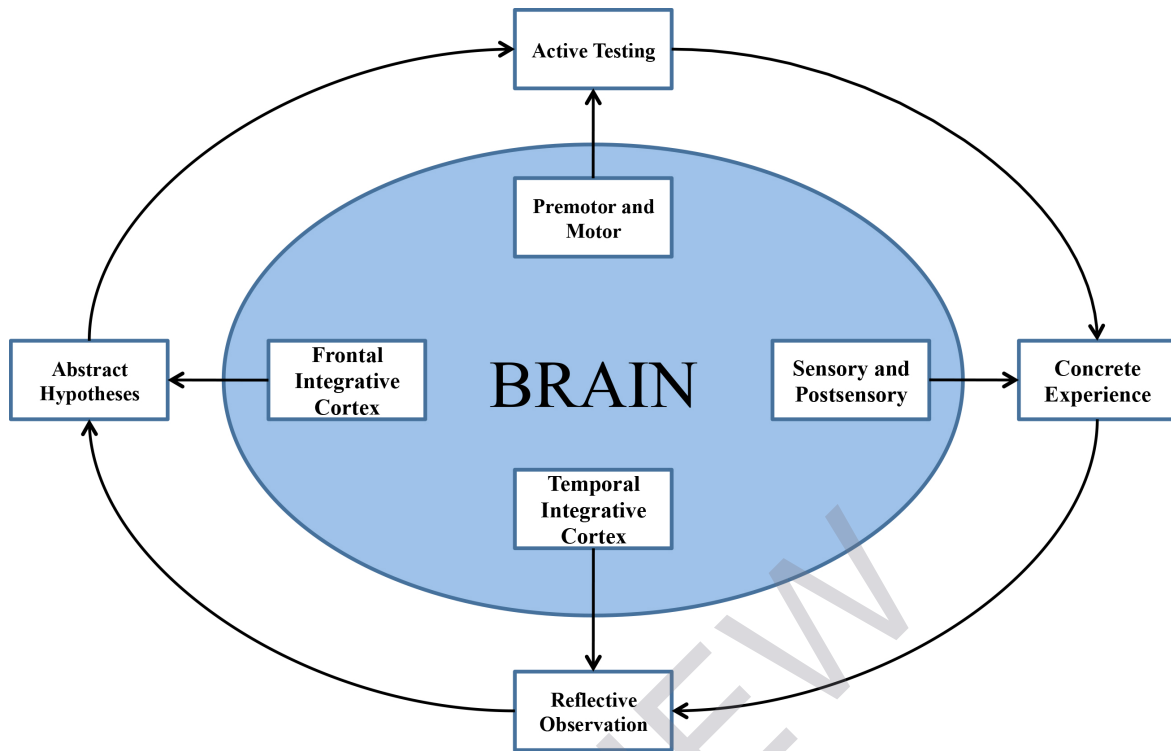 Active Testing
Premotor and
Motor
Abstract
Hypotheses
Frontal
Integrative
Cortex
BRAIN
Sensory and
Postsensory
Concrete
Experience
Temporal
Integrative
Cortex
Reflective
Observation